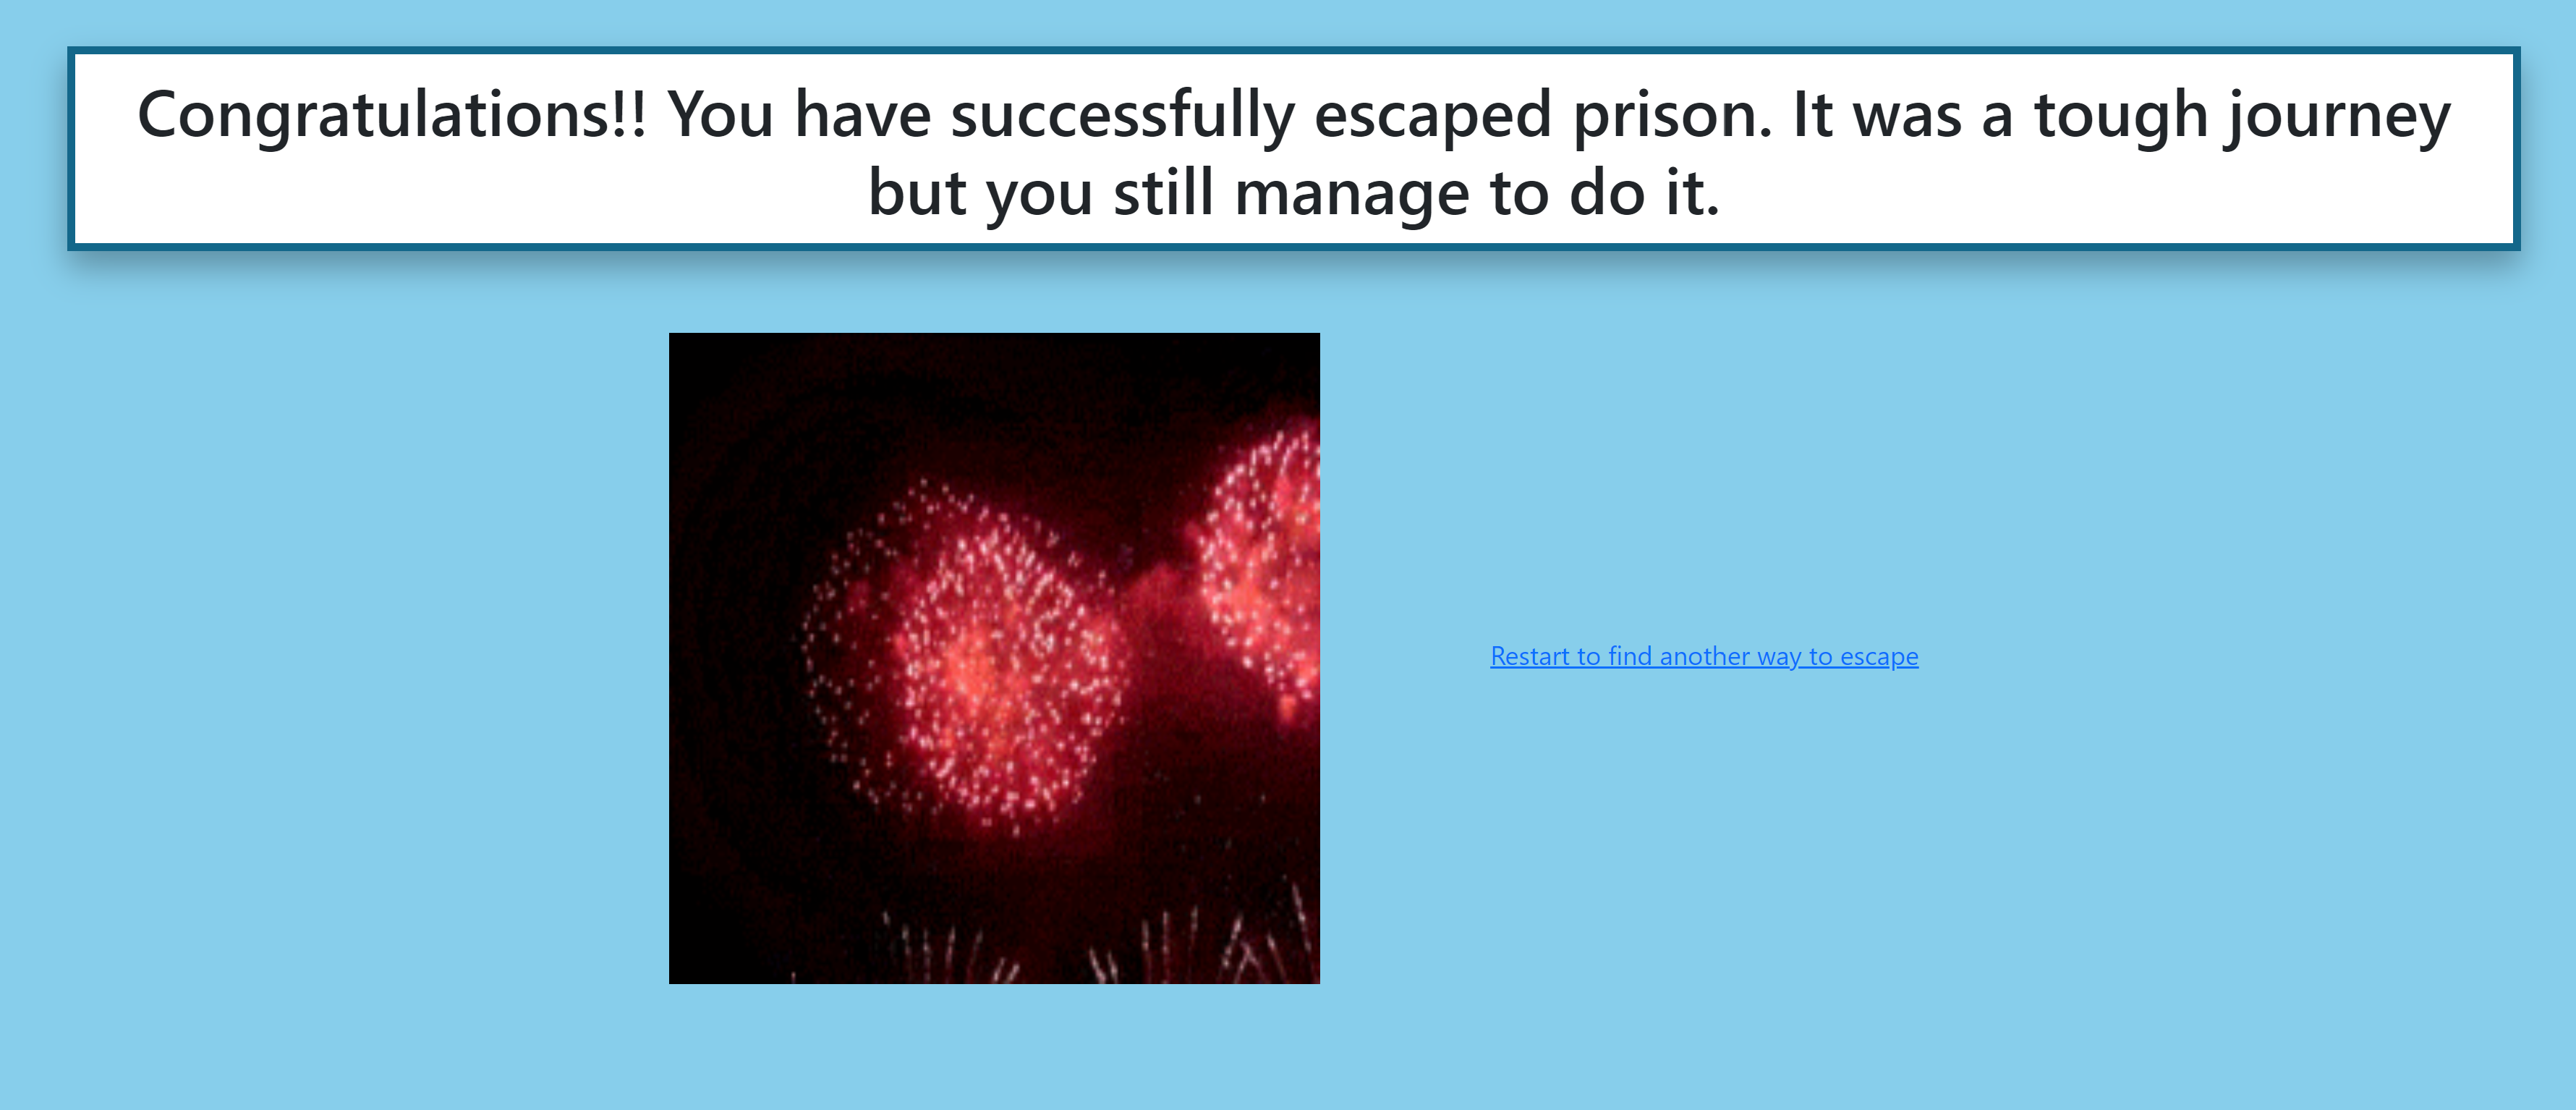 Congratulations!! You have successfully escaped prison. It was a tough journey
but you still manage to do it.
Restart to find another way to escape